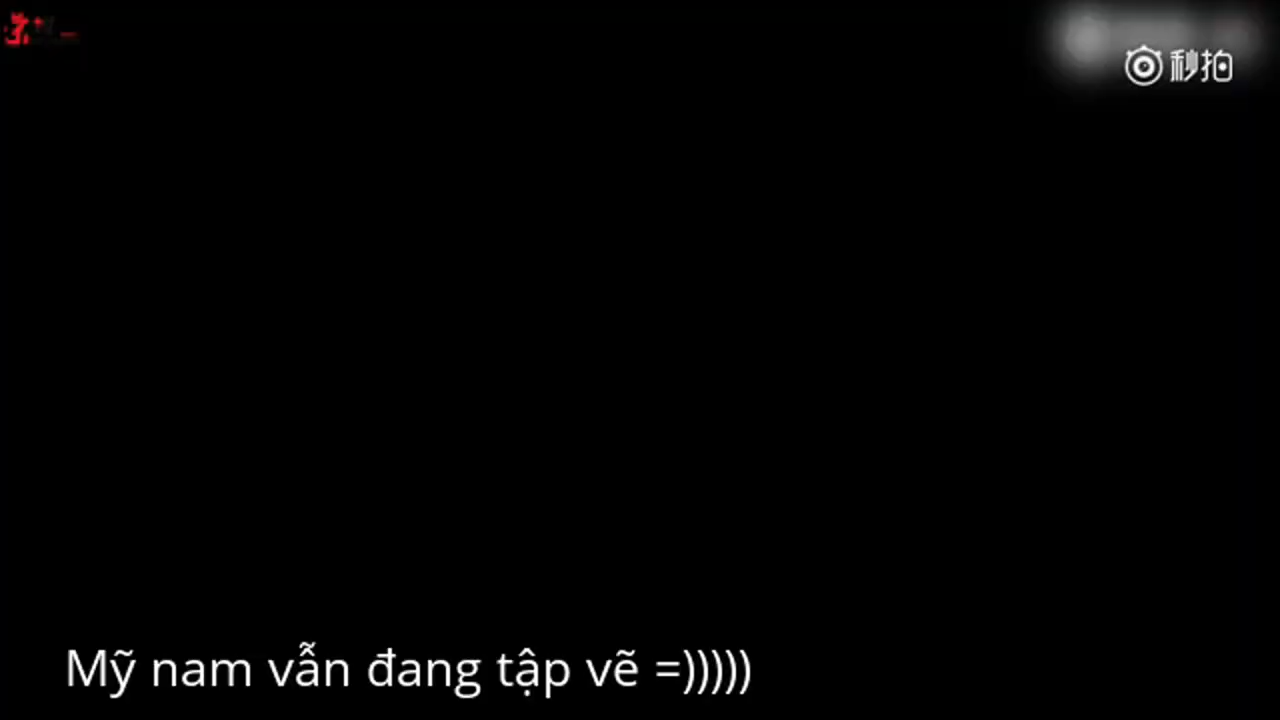 秒拍
Mỹ nam vẫn đang tập vẽ =)))))